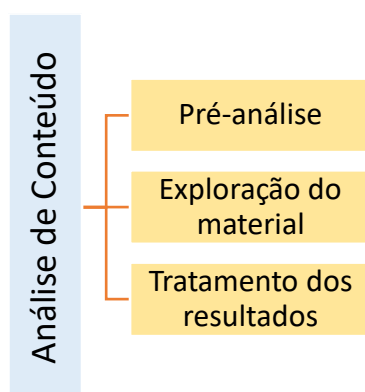 Análise de Conteúdo
Pré-análise
Exploração do
material
Tratamento dos
resultados